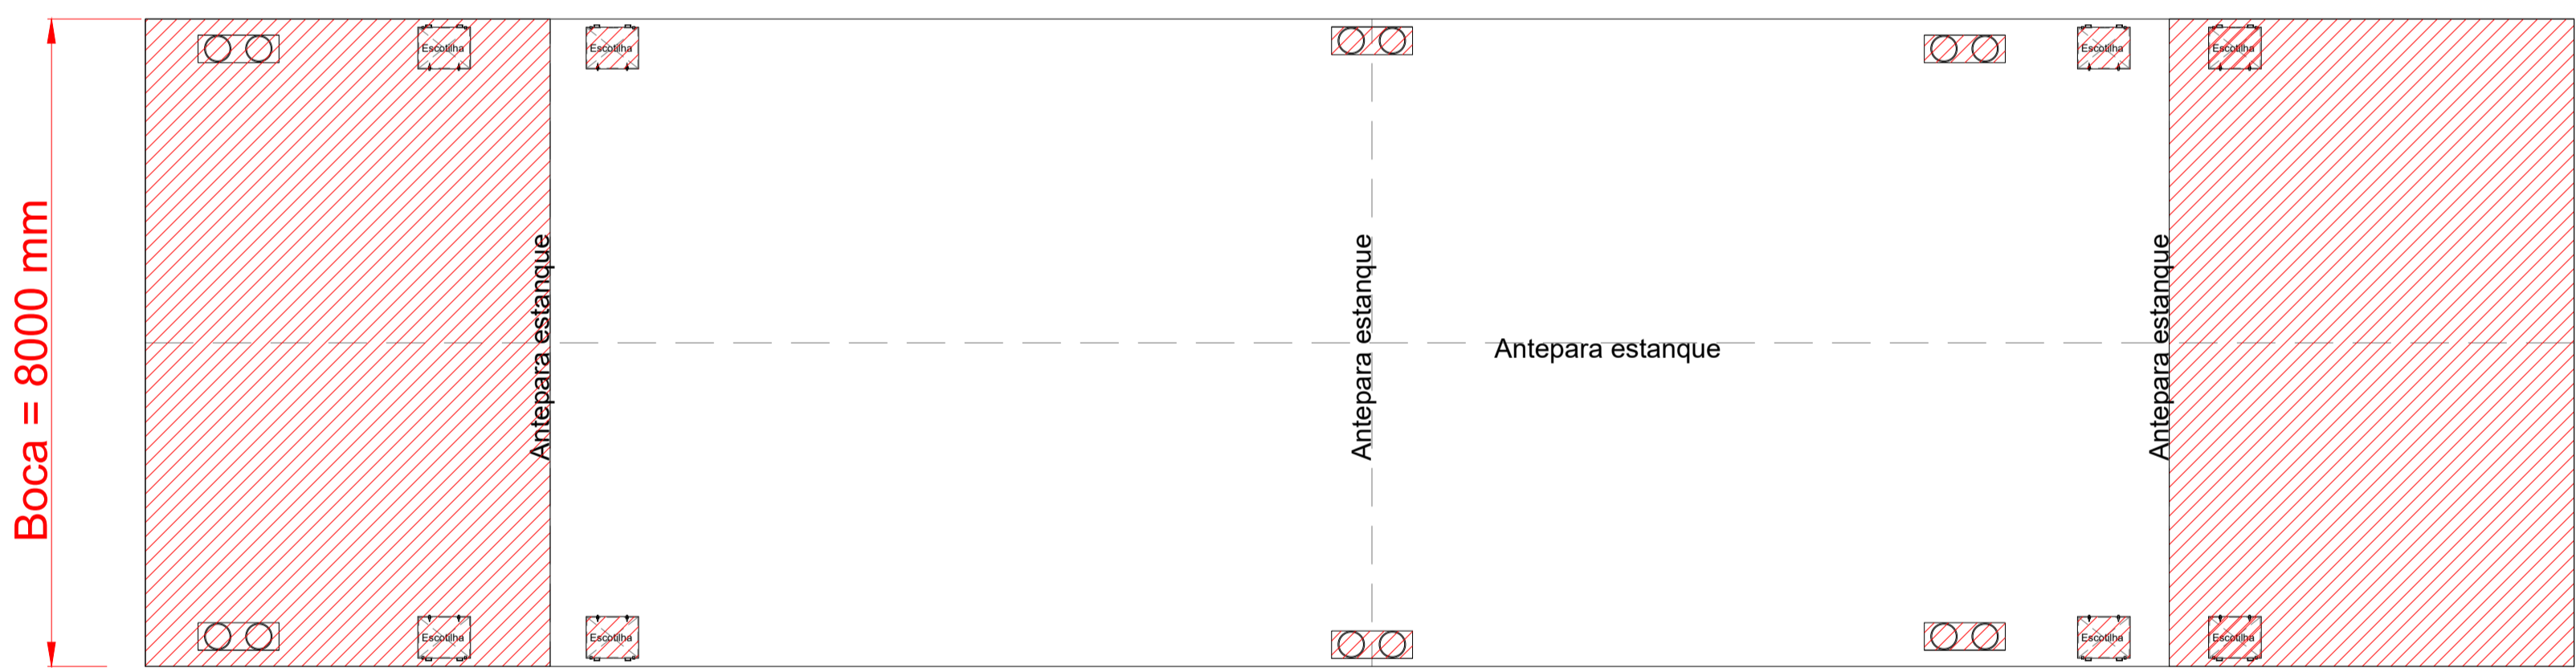 Escotilha
Escotilha
Escotilha
Escotilha
Boca = 8000 mm
Antepara estanque
Antepara estanque
Antepara estanque
Antepara estanque
Escotilha
Escotilha
Escotilha
Escotilha